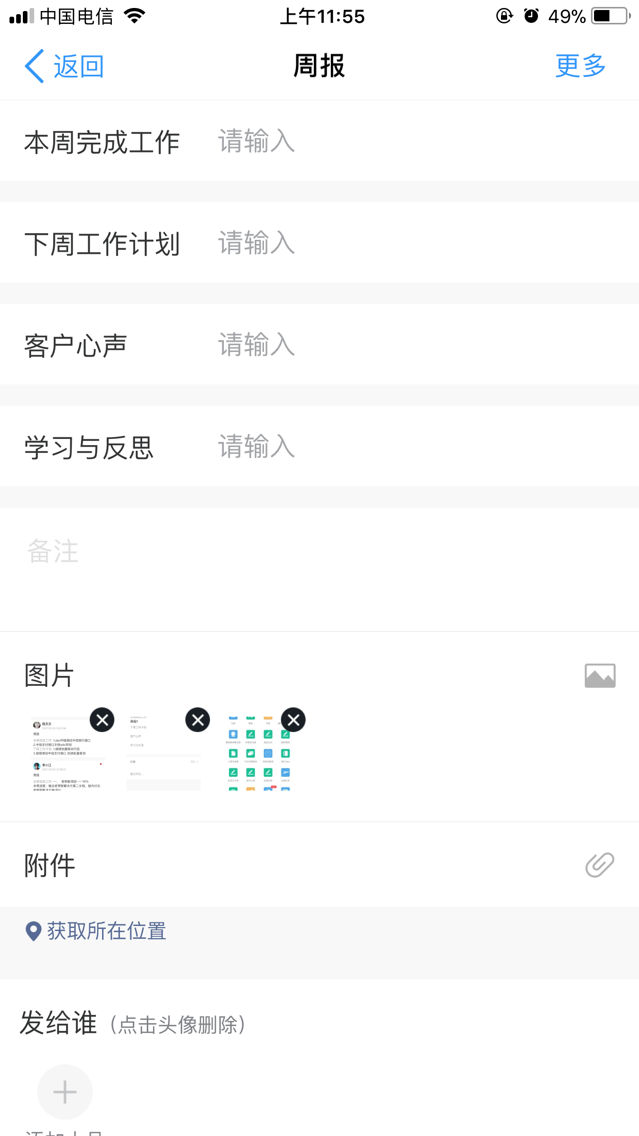 中国电信 上午11:55 49%
返回 周报 更多
本周完成工作 请输入
下周工作计划 请输入
客户心声 请输入
学习与反思 请输入
备注
图片
附件
获取所在位置
发给谁（点击头像删除）